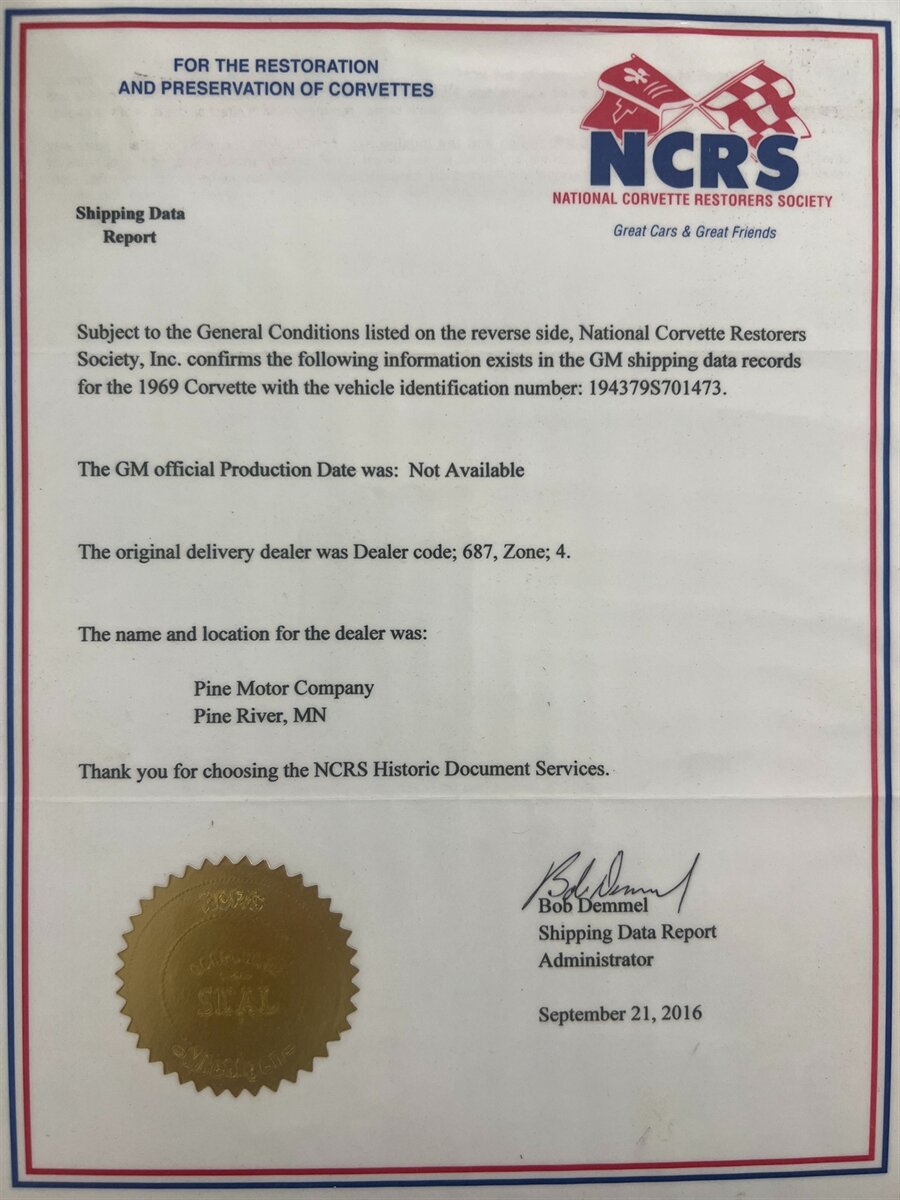 FOR THE RESTORATION
AND PRESERVATION OF CORVETTES
NCRS
NATIONAL CORVETTE RESTORERS SOCIETY
Great Cars & Great Friends
Shipping Data
Report
Subject to the General Conditions listed on the reverse side, National Corvette Restorers
Society, Inc. confirms the following information exists in the GM shipping data records
for the 1969 Corvette with the vehicle identification number: 194379S701473.
The GM official Production Date was: Not Available
The original delivery dealer was Dealer code; 687, Zone; 4.
The name and location for the dealer was:
Pine Motor Company
Pine River, MN
Thank you for choosing the NCRS Historic Document Services.
Bob Demmel
Bob Demmel
Shipping Data Report
Administrator
September 21, 2016
SEAL